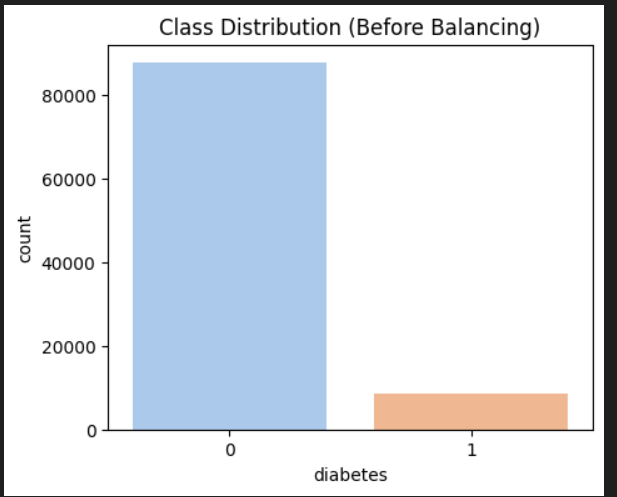 Class Distribution (Before Balancing)
80000
60000
40000
20000
0
count
0 1
diabetes